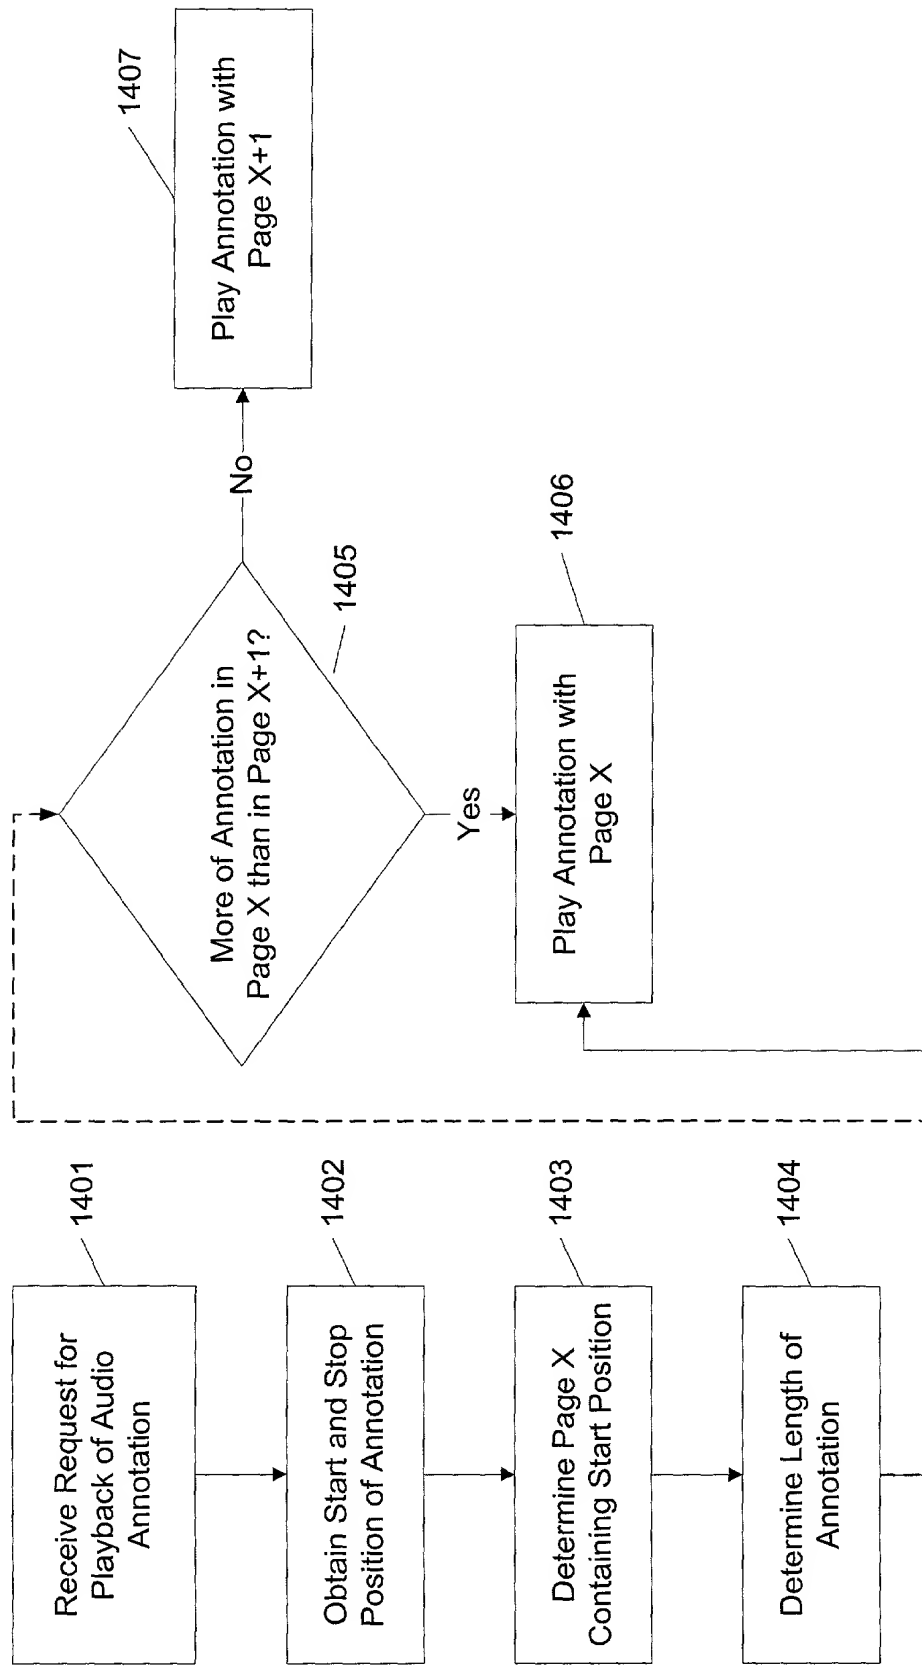 Receive Request for
Playback of Audio
Annotation
1401
Obtain Start and Stop
Position of Annotation
1402
Determine Page X
Containing Start Position
1403
Determine Length of
Annotation
1404
More of Annotation in
Page X than in Page X+1?
1405
Yes
No
Play Annotation with
Page X
1406
Play Annotation with
Page X+1
1407